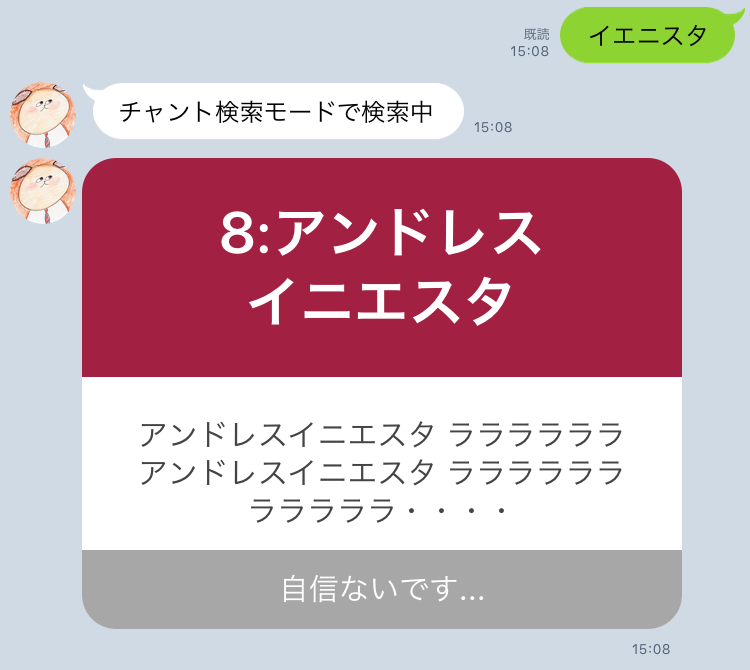 イエニスタ
既読
15:08
チャント検索モードで検索中
15:08
8:アンドレス
イニエスタ
アンドレスイニエスタ ララララララ
アンドレスイニエスタ ララララララ
ララララララ・・・・
自信ないです...
15:08